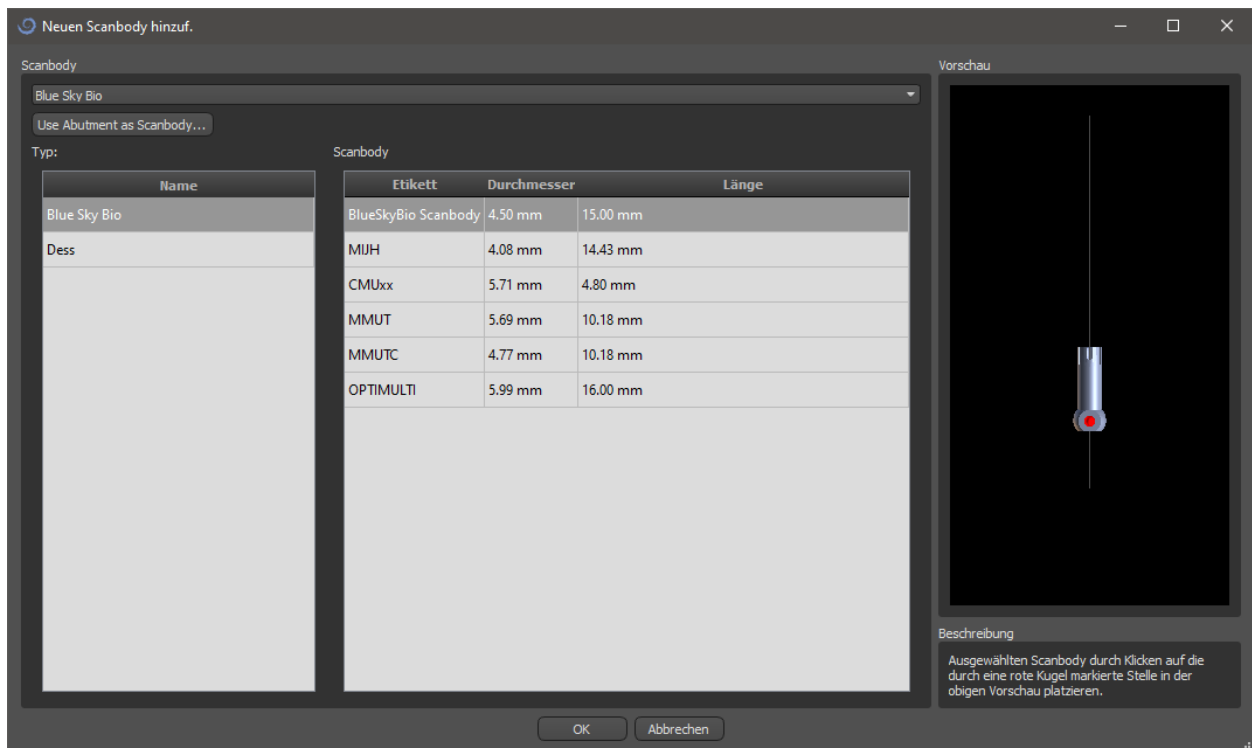 Neuen Scanbody hinzuf.
Scanbody
Vorschau
Blue Sky Bio
Use Abutment as Scanbody...
Typ:
Scanbody
Name
Blue Sky Bio
Dess
Etikett Durchmesser Länge
BlueSkyBio Scanbody 4.50 mm 15.00 mm
MIJH 4.08 mm 14.43 mm
CMUxx 5.71 mm 4.80 mm
MMUT 5.69 mm 10.18 mm
MMUTC 4.77 mm 10.18 mm
OPTIMULTI 5.99 mm 16.00 mm
Beschreibung
Ausgewählten Scanbody durch Klicken auf die
durch eine rote Kugel markierte Stelle in der
obigen Vorschau platzieren.
OK
Abbrechen